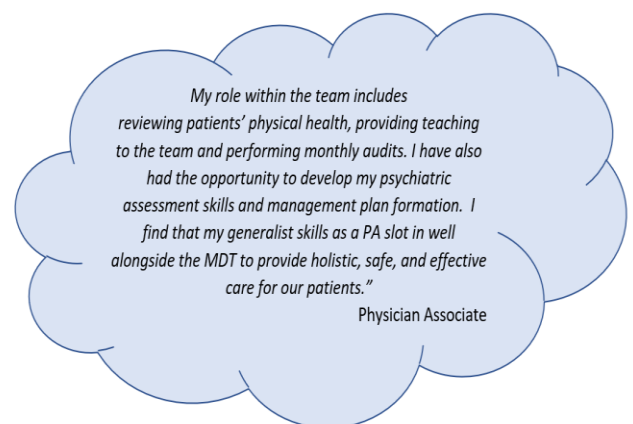 My role within the team includes
reviewing patients’ physical health, providing teaching
to the team and performing monthly audits. I have also
had the opportunity to develop my psychiatric
assessment skills and management plan formation.  I
find that my generalist skills as a PA slot in well
alongside the MDT to provide holistic, safe, and effective
care for our patients.”
Physician Associate